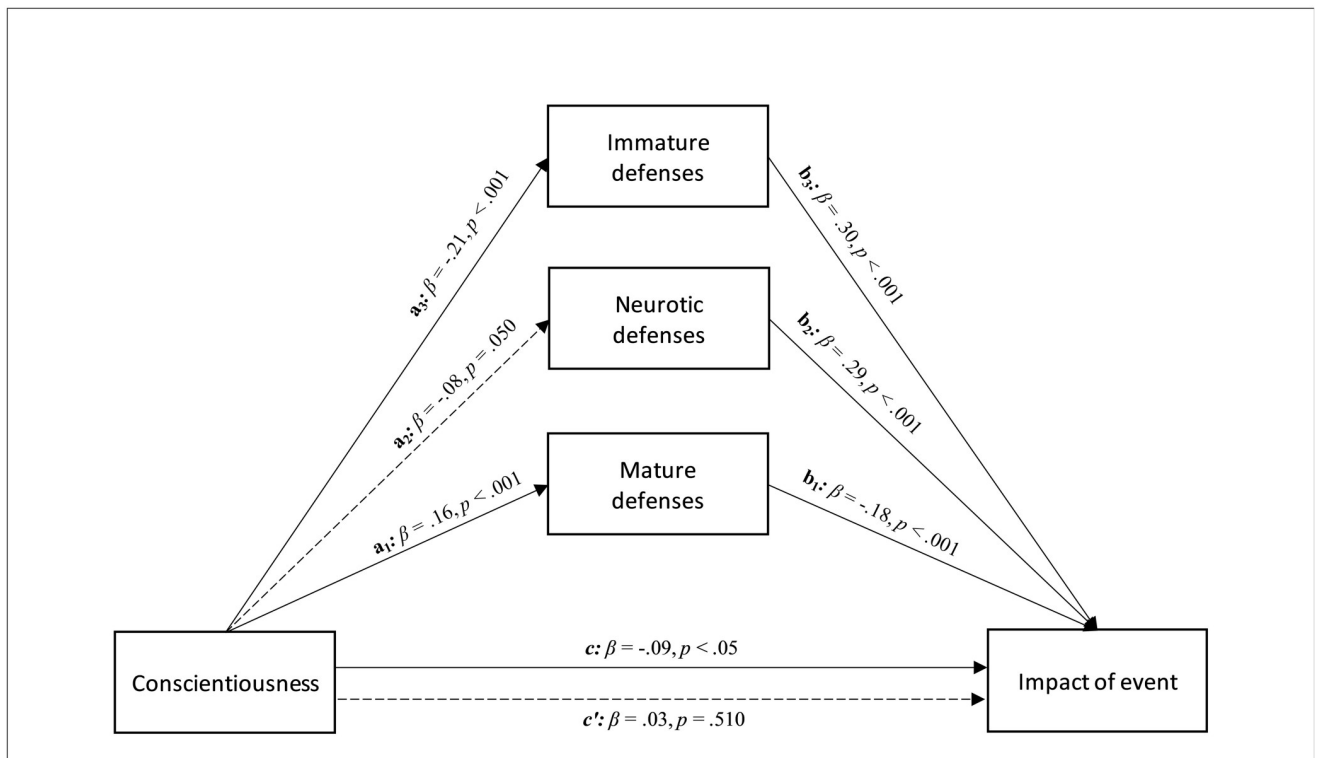 Immature
defenses
a₃: β = -.21, p < .001
b₃: β = .30, p < .001
Neurotic
defenses
a₂: β = -.08, p = .050
b₂: β = .29, p < .001
Mature
defenses
a₁: β = .16, p < .001
b₁: β = -.18, p < .001
Conscientiousness
c: β = -.09, p < .05
c': β = .03, p = .510
Impact of event